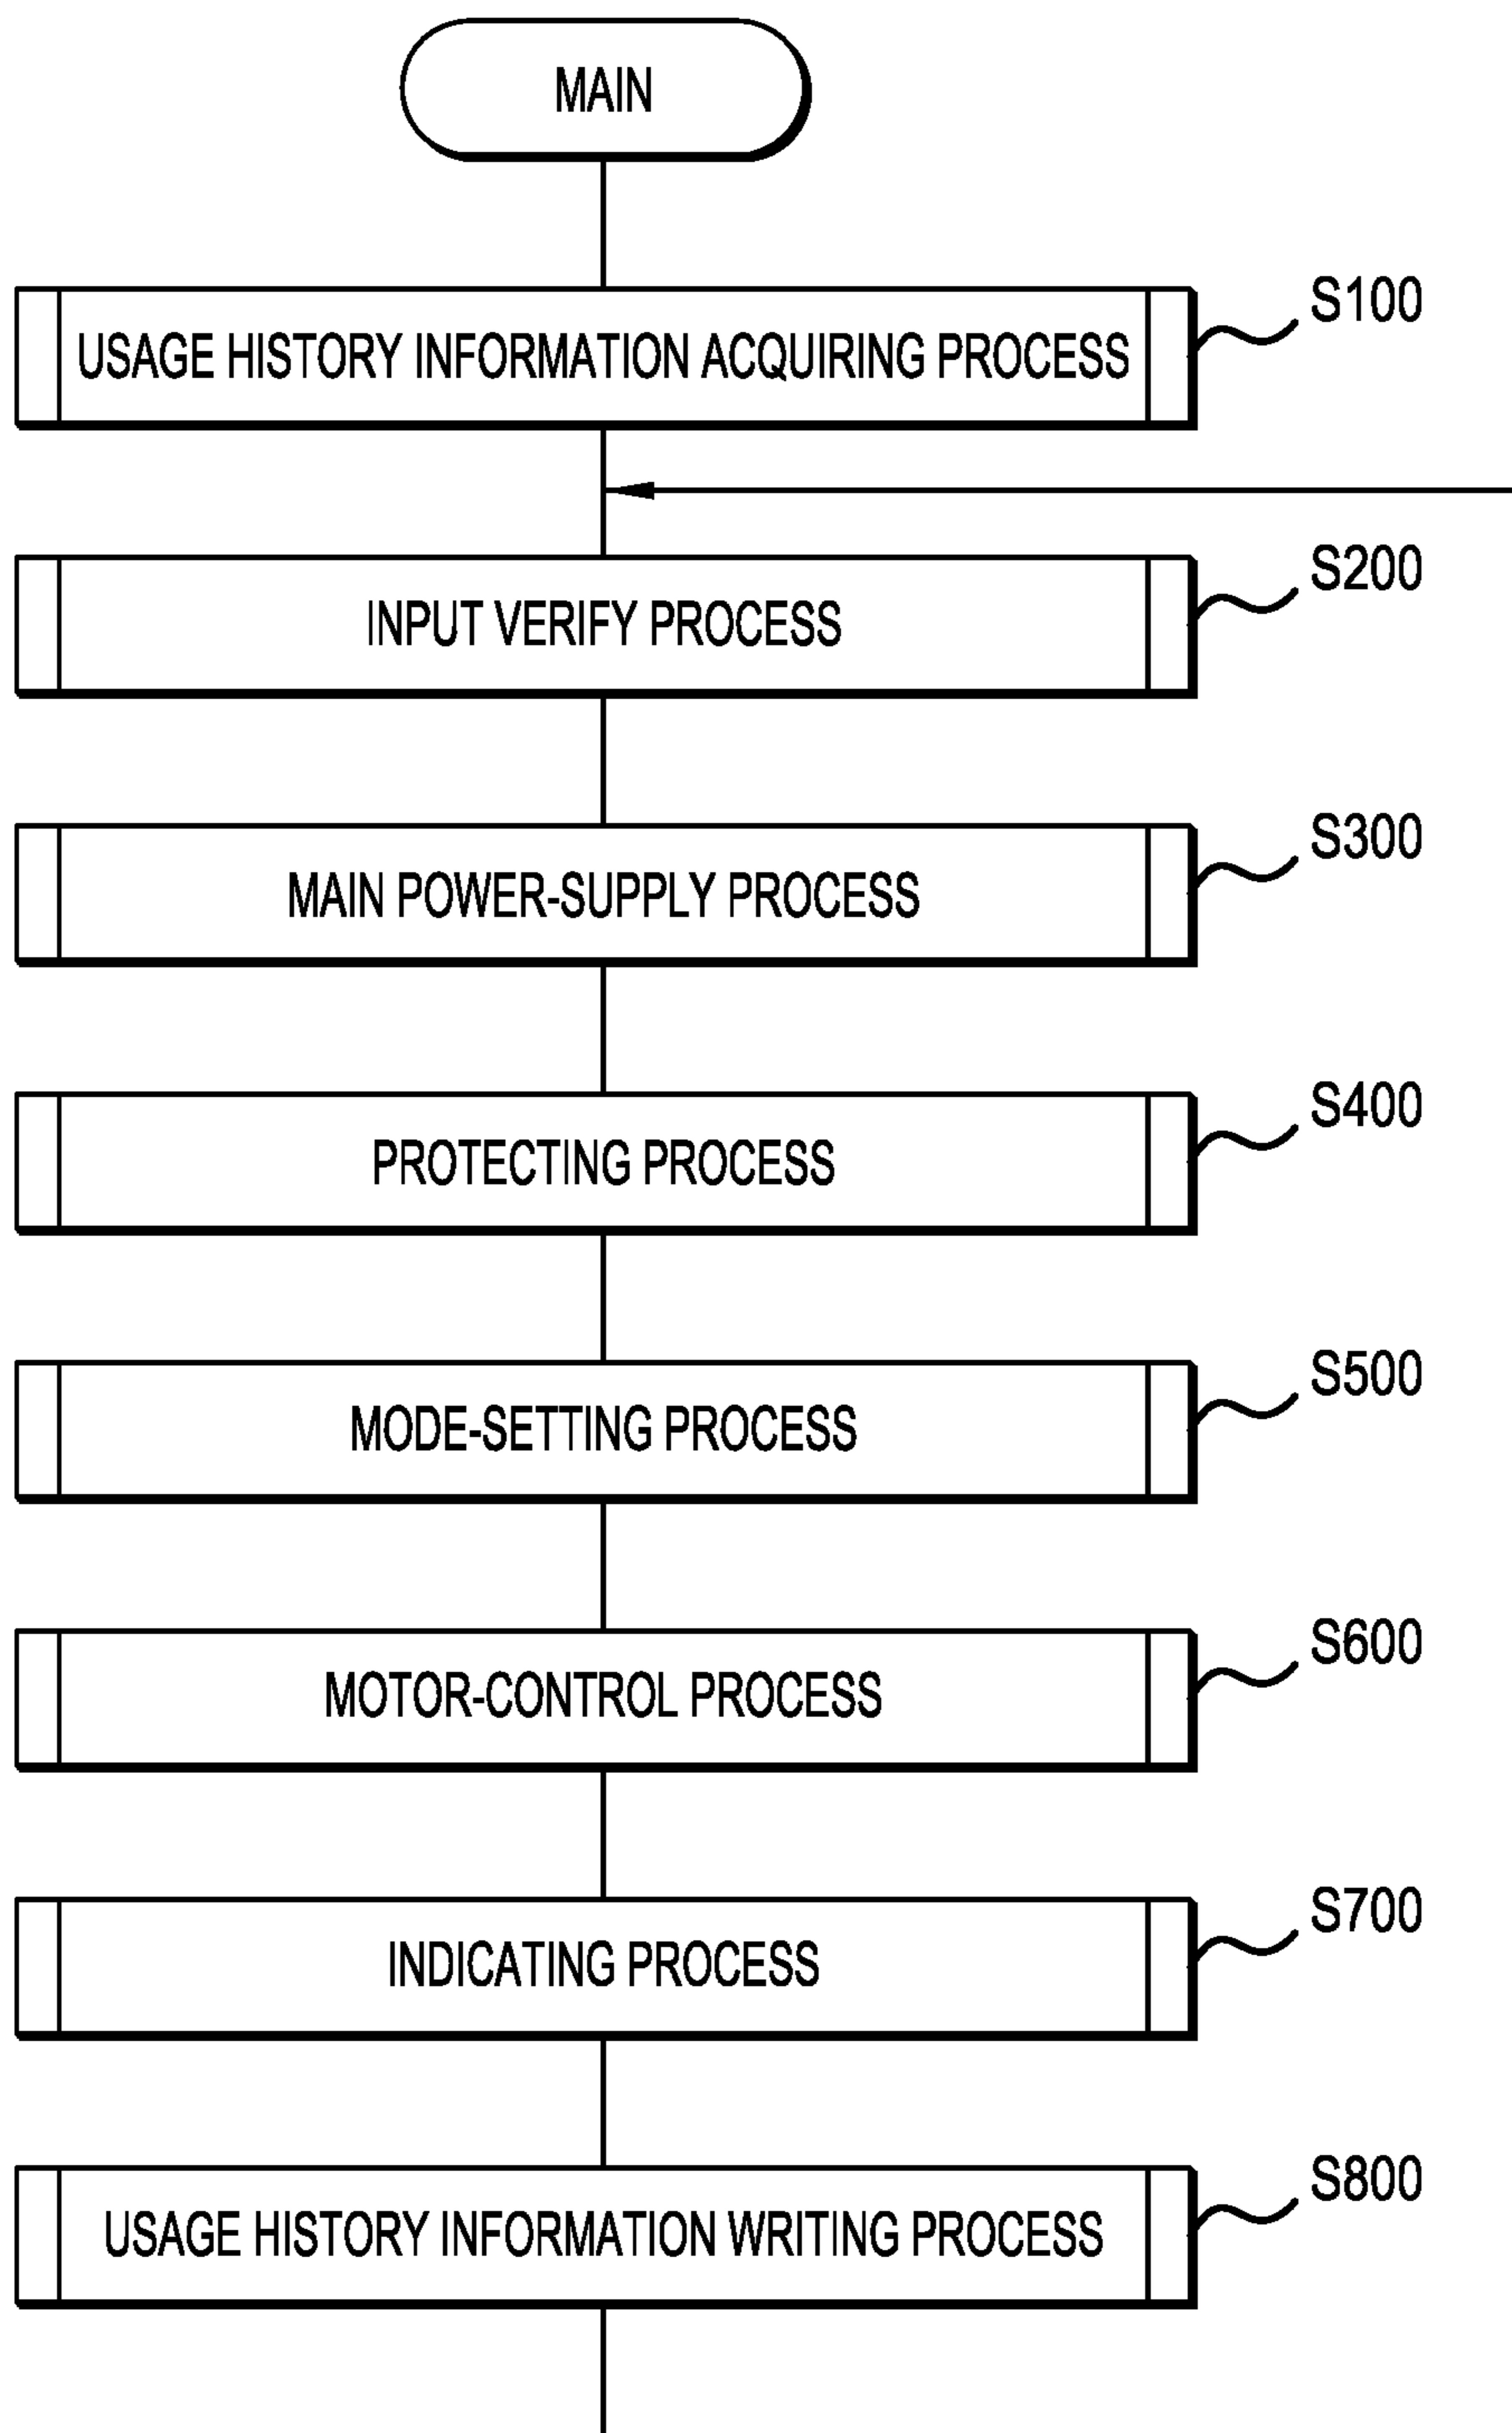 MAIN
USAGE HISTORY INFORMATION ACQUIRING PROCESS
S100
INPUT VERIFY PROCESS
S200
MAIN POWER-SUPPLY PROCESS
S300
PROTECTING PROCESS
S400
MODE-SETTING PROCESS
S500
MOTOR-CONTROL PROCESS
S600
INDICATING PROCESS
S700
USAGE HISTORY INFORMATION WRITING PROCESS
S800